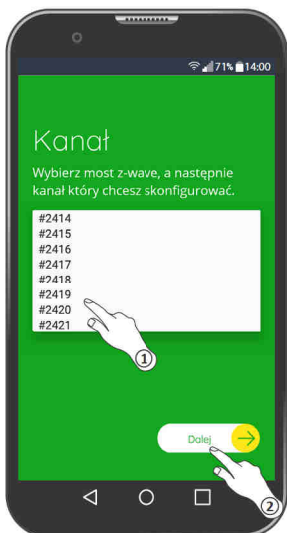 71% 14:00
Kanał
Wybierz most z-wave, a następnie
kanał który chcesz skonfigurować.
#2414
#2415
#2416
#2417
#2418
#2419
#2420
#2421
1
Dalej
2